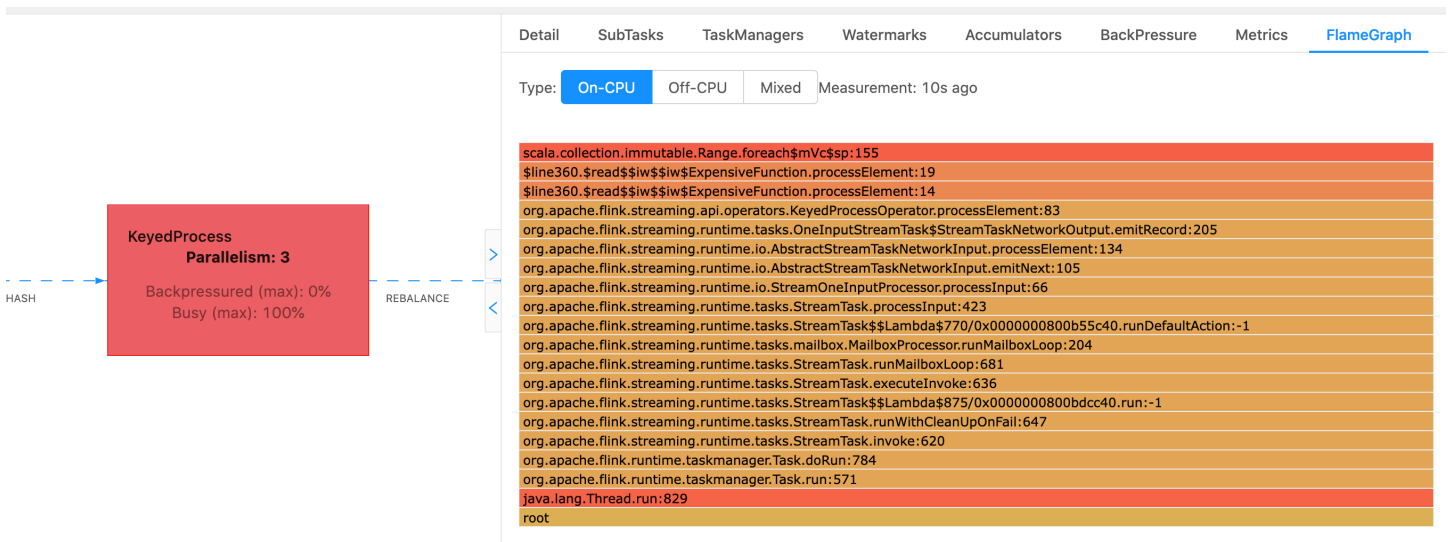 Detail SubTasks TaskManagers Watermarks Accumulators BackPressure Metrics FlameGraph
Type: On-CPU Off-CPU Mixed Measurement: 10s ago
KeyedProcess
Parallelism: 3
Backpressured (max): 0%
Busy (max): 100%
HASH
REBALANCE
scala.collection.immutable.Range.foreach$mVc$sp:155
$line360.$read$$iw$$iw$ExpensiveFunction.processElement:19
$line360.$read$$iw$$iw$ExpensiveFunction.processElement:14
org.apache.flink.streaming.api.operators.KeyedProcessOperator.processElement:83
org.apache.flink.streaming.runtime.tasks.OneInputStreamTask$StreamTaskNetworkOutput.emitRecord:205
org.apache.flink.streaming.runtime.io.AbstractStreamTaskNetworkInput.processElement:134
org.apache.flink.streaming.runtime.io.AbstractStreamTaskNetworkInput.emitNext:105
org.apache.flink.streaming.runtime.io.StreamOneInputProcessor.processInput:66
org.apache.flink.streaming.runtime.tasks.StreamTask.processInput:423
org.apache.flink.streaming.runtime.tasks.StreamTask$$Lambda$770/0x0000000800b55c40.runDefaultAction:-1
org.apache.flink.streaming.runtime.tasks.mailbox.MailboxProcessor.runMailboxLoop:204
org.apache.flink.streaming.runtime.tasks.StreamTask.runMailboxLoop:681
org.apache.flink.streaming.runtime.tasks.StreamTask.executeInvoke:636
org.apache.flink.streaming.runtime.tasks.StreamTask$$Lambda$875/0x0000000800bdcc40.run:-1
org.apache.flink.streaming.runtime.tasks.StreamTask.runWithCleanUpOnFail:647
org.apache.flink.streaming.runtime.tasks.StreamTask.invoke:620
org.apache.flink.runtime.taskmanager.Task.doRun:784
org.apache.flink.runtime.taskmanager.Task.run:571
java.lang.Thread.run:829
root